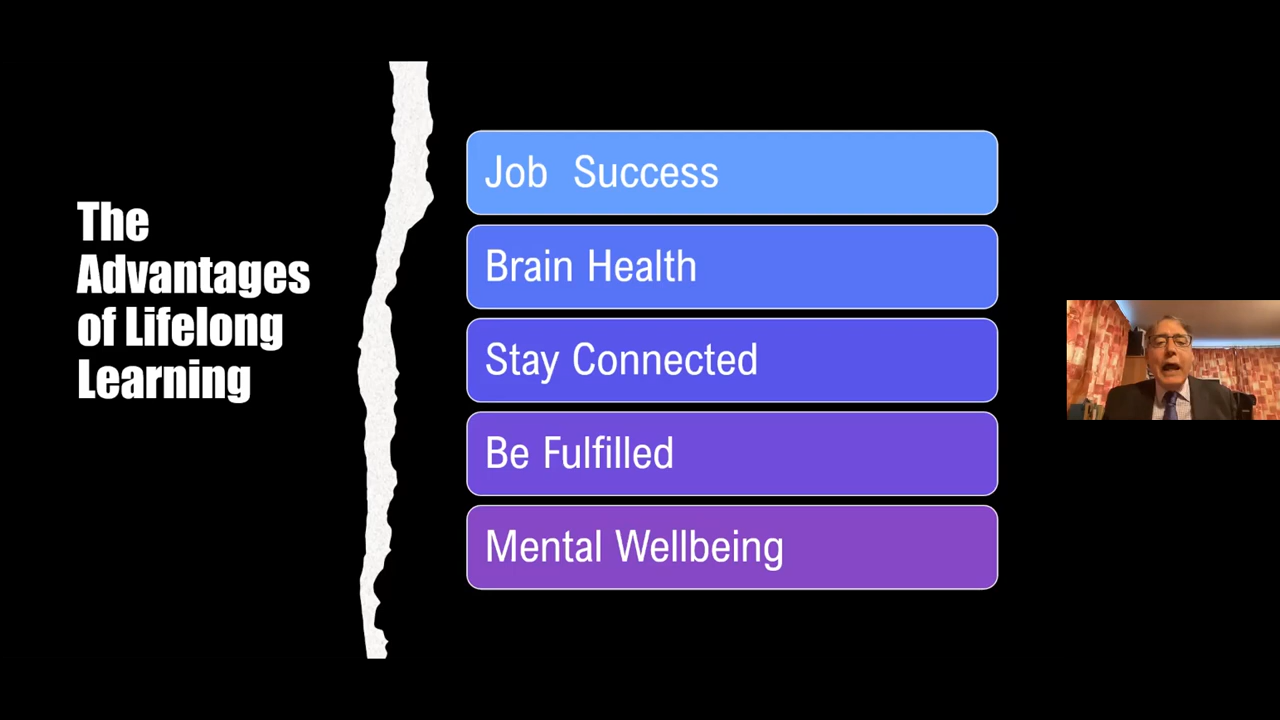 The
Advantages
of Lifelong
Learning
Job  Success
Brain Health
Stay Connected
Be Fulfilled
Mental Wellbeing